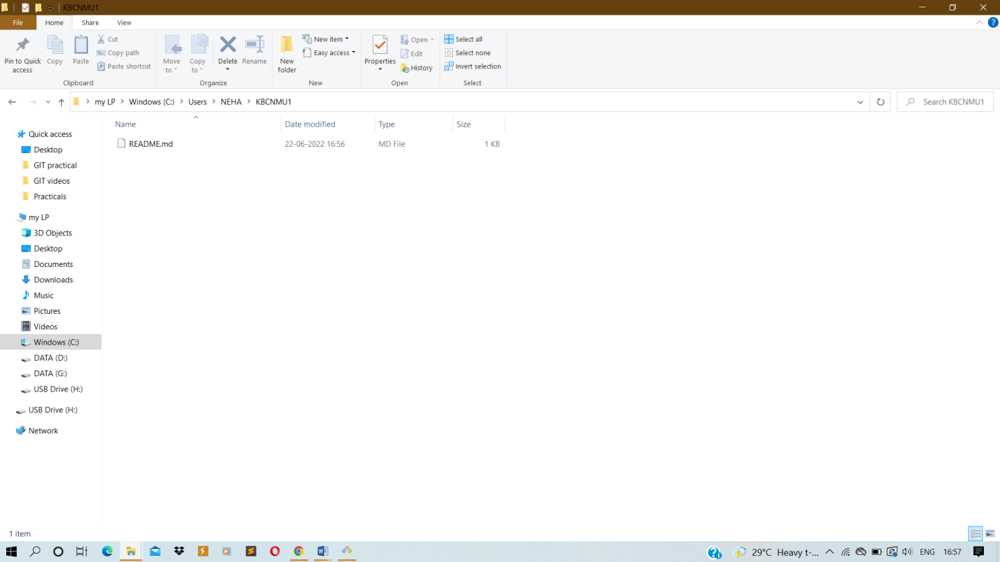 KBCNMU1
File Home Share View
Pin to Quick access
Copy
Paste
Cut
Copy path
Paste shortcut
Clipboard
Move to
Copy to
Delete
Rename
Organize
New folder
New item
Easy access
New
Properties
Open
Edit
History
Open
Select all
Select none
Invert selection
Select
my LP > Windows (C:) > Users > NEHA > KBCNMU1
Search KBCNMU1
Name Date modified Type Size
README.md 22-06-2022 16:56 MD File 1 KB
Quick access
Desktop
GIT practical
GIT videos
Practicals
my LP
3D Objects
Desktop
Documents
Downloads
Music
Pictures
Videos
Windows (C:)
DATA (D:)
DATA (G:)
USB Drive (H:)
USB Drive (H:)
Network
1 item
29°C Heavy t-... ENG 16:57